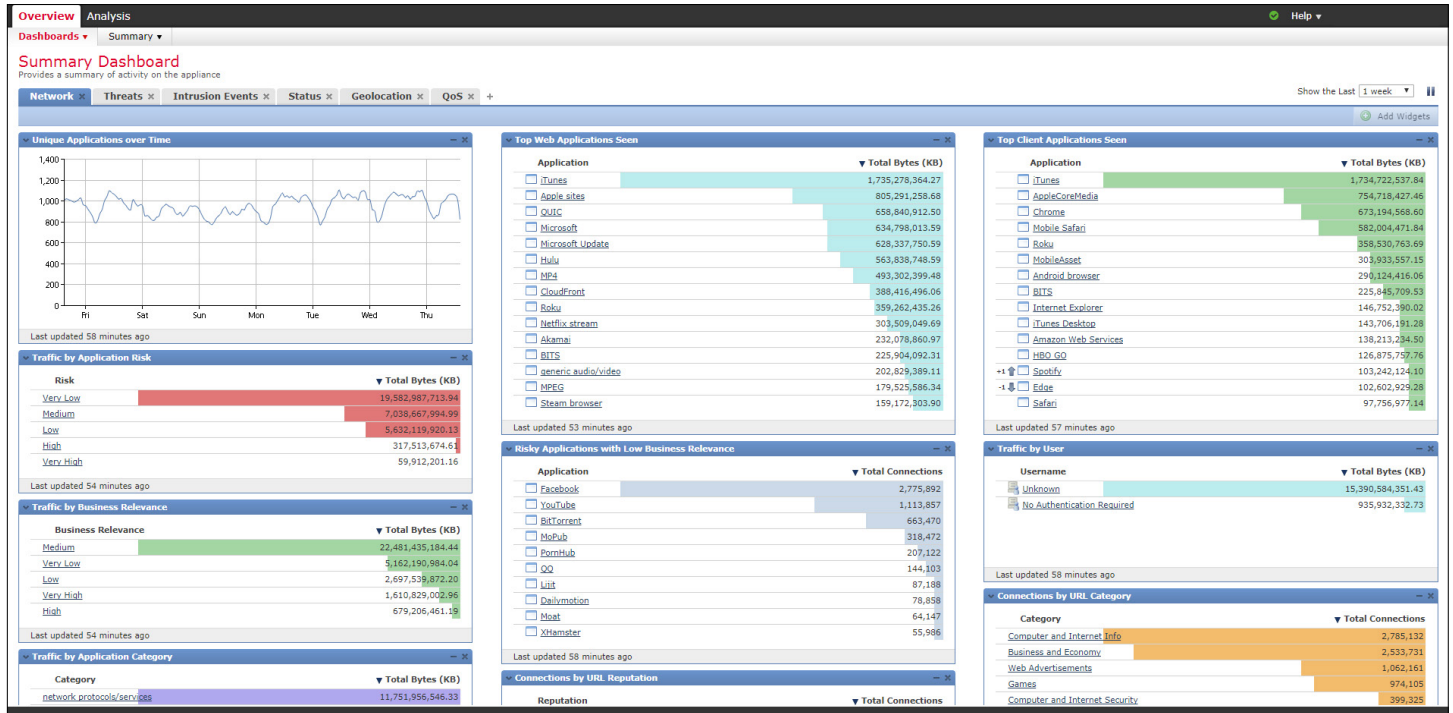 Overview Analysis Help
Dashboards Summary
Summary Dashboard
Provides a summary of activity on the appliance
Network Threats Intrusion Events Status Geolocation QoS +
Show the Last 1 week
Add Widgets
Unique Applications over Time
1,400
1,200
1,000
800
600
400
200
0
Fri Sat Sun Mon Tue Wed Thu
Last updated 58 minutes ago
Traffic by Application Risk
Risk Total Bytes (KB)
Very Low 19,582,987,713.94
Medium 7,038,667,994.99
Low 5,632,119,920.13
High 317,513,674.61
Very High 59,912,201.16
Last updated 54 minutes ago
Traffic by Business Relevance
Business Relevance Total Bytes (KB)
Medium 22,481,435,184.44
Very Low 5,162,190,984.04
Low 2,697,539,872.20
Very High 1,610,829,002.96
High 679,206,461.19
Last updated 54 minutes ago
Traffic by Application Category
Category Total Bytes (KB)
network protocols/services 11,751,956,546.33
Top Web Applications Seen
Application Total Bytes (KB)
iTunes 1,735,278,364.27
Apple sites 805,291,258.68
QUIC 658,840,912.50
Microsoft 634,798,013.59
Microsoft Update 628,337,750.59
Hulu 563,838,748.59
MP4 493,302,399.48
CloudFront 388,416,496.06
Roku 359,262,435.26
Netflix stream 303,509,049.69
Akamai 232,078,860.97
BITS 225,904,092.31
generic audio/video 202,829,389.11
MPEG 179,525,586.34
Steam browser 159,172,303.90
Last updated 53 minutes ago
Risky Applications with Low Business Relevance
Application Total Connections
Facebook 2,775,892
YouTube 1,113,857
BitTorrent 663,470
MoPub 318,472
PornHub 207,122
QQ 144,103
Lijit 87,188
Dailymotion 78,858
Moat 64,147
XHamster 55,986
Last updated 58 minutes ago
Connections by URL Reputation
Reputation Total Connections
Top Client Applications Seen
Application Total Bytes (KB)
iTunes 1,734,722,537.84
AppleCoreMedia 754,718,427.46
Chrome 673,194,568.60
Mobile Safari 582,004,471.84
Roku 358,530,763.69
MobileAsset 303,933,557.15
Android browser 290,124,416.06
BITS 225,845,709.53
Internet Explorer 146,752,390.02
iTunes Desktop 143,706,191.28
Amazon Web Services 138,213,234.50
HBO GO 126,875,757.76
+1 Spotify 103,242,124.10
-1 Edge 102,602,929.28
Safari 97,756,977.14
Last updated 57 minutes ago
Traffic by User
Username Total Bytes (KB)
Unknown 15,390,584,351.43
No Authentication Required 935,932,332.73
Last updated 58 minutes ago
Connections by URL Category
Category Total Connections
Computer and Internet Info 2,785,132
Business and Economy 2,533,731
Web Advertisements 1,062,161
Games 974,105
Computer and Internet Security 399,325